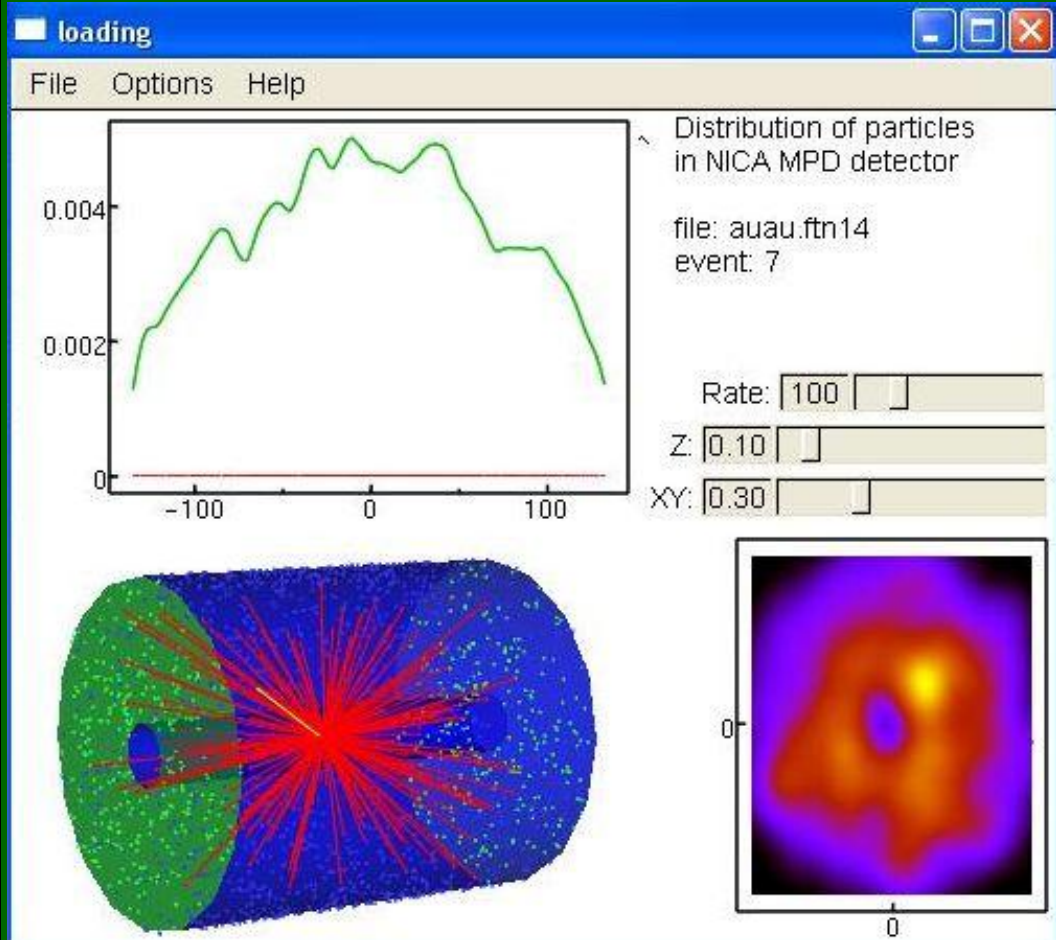 loading
File Options Help
Distribution of particles
in NICA MPD detector
file: auau.ftn14
event: 7
0.004
0.002
0
−100 0 100
Rate: 100
Z: 0.10
XY: 0.30
0
0